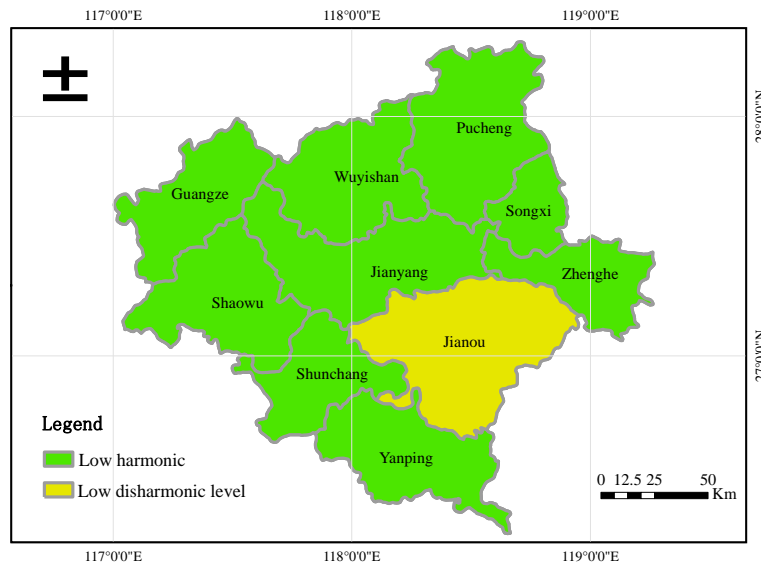 117°0'0"E 118°0'0"E 119°0'0"E
Pucheng
Wuyishan
Guangze
Songxi
Jianyang
Zhenghe
Shaowu
Jianou
Shunchang
Yanping
Legend
Low harmonic
Low disharmonic level
0 12.5 25 50
Km
117°0'0"E 118°0'0"E 119°0'0"E